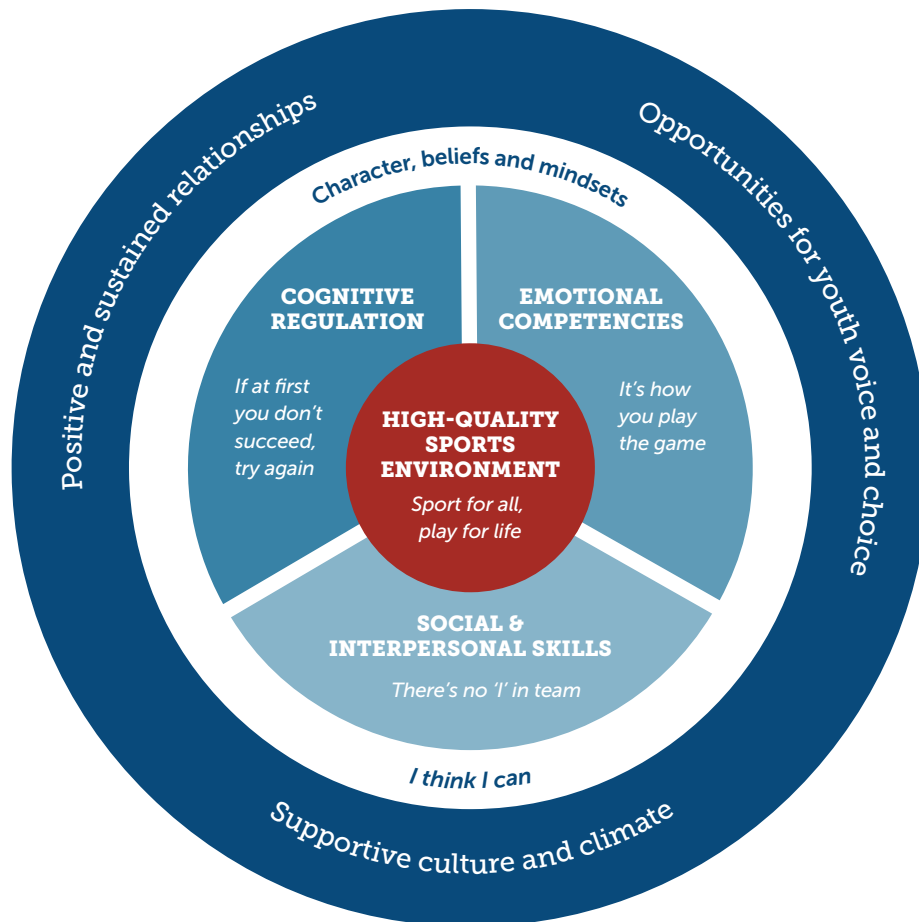 Positive and sustained relationships
Opportunities for youth voice and choice
Character, beliefs and mindsets
COGNITIVE
REGULATION
If at first
you don't
succeed,
try again
EMOTIONAL
COMPETENCIES
It's how
you play
the game
HIGH-QUALITY
SPORTS
ENVIRONMENT
Sport for all,
play for life
SOCIAL &
INTERPERSONAL SKILLS
There's no 'I' in team
I think I can
Supportive culture and climate